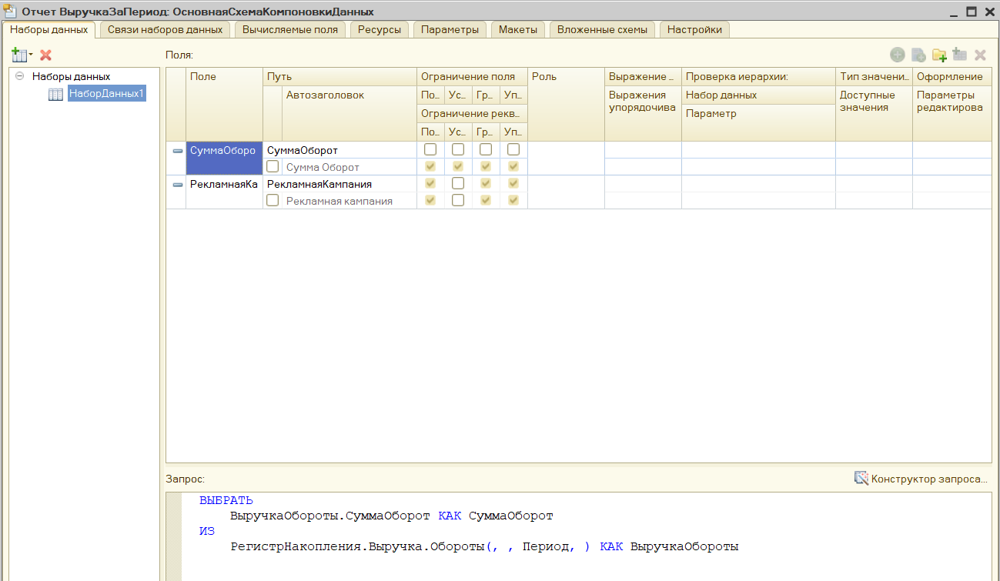 Отчет ВыручкаЗаПериод: ОсновнаяСхемаКомпоновкиДанных
Наборы данных Связи наборов данных Вычисляемые поля Ресурсы Параметры Макеты Вложенные схемы Настройки
Поля:
Наборы данных
НаборДанных1
Поле Путь Ограничение поля Роль Выражение ... Проверка иерархии: Тип значени... Оформление
Автозаголовок По... Ус... Гр... Уп... Выражения упорядочива Набор данных Доступные значения Параметры редактирова
Ограничение рекв... Параметр
По... Ус... Гр... Уп...
СуммаОборо СуммаОборот
Сумма Оборот
РекламнаяКа РекламнаяКампания
Рекламная кампания
Запрос: Конструктор запроса...
ВЫБРАТЬ
ВыручкаОбороты.СуммаОборот КАК СуммаОборот
ИЗ
РегистрНакопления.Выручка.Обороты(, , Период, ) КАК ВыручкаОбороты